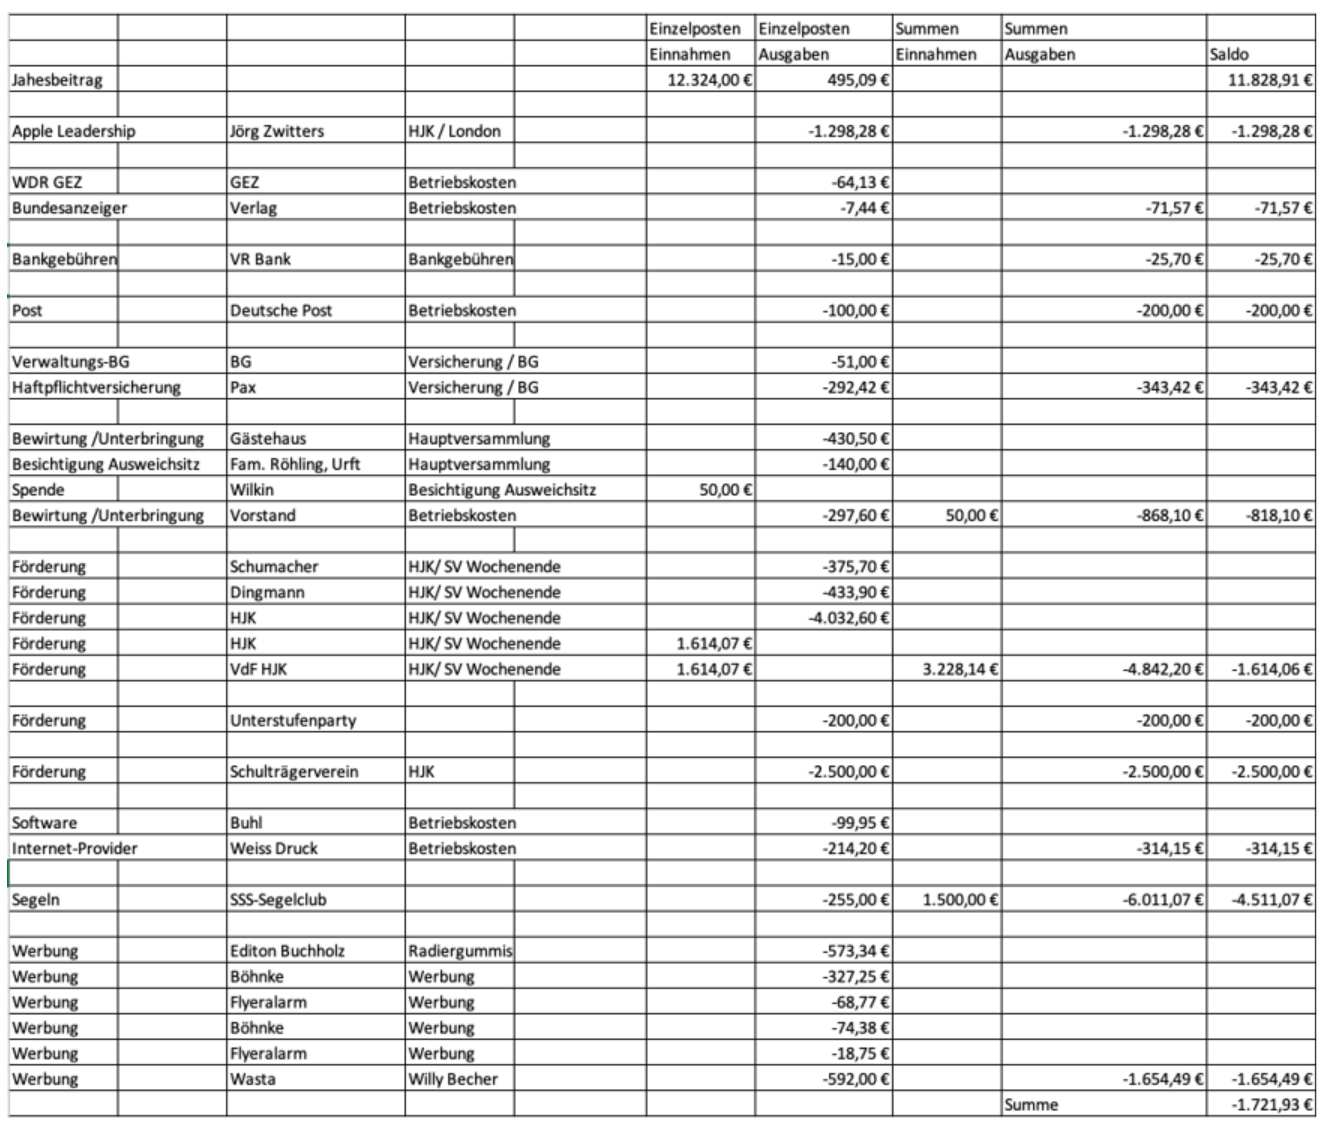 Einzelposten Einzelposten Summen Summen
Einnahmen Ausgaben Einnahmen Ausgaben Saldo
Jahesbeitrag 12.324,00 € 495,09 € 11.828,91 €
Apple Leadership Jörg Zwitters HJK / London -1.298,28 € -1.298,28 € -1.298,28 €
WDR GEZ GEZ Betriebskosten -64,13 €
Bundesanzeiger Verlag Betriebskosten -7,44 € -71,57 € -71,57 €
Bankgebühren VR Bank Bankgebühren -15,00 € -25,70 € -25,70 €
Post Deutsche Post Betriebskosten -100,00 € -200,00 € -200,00 €
Verwaltungs-BG BG Versicherung / BG -51,00 €
Haftpflichtversicherung Pax Versicherung / BG -292,42 € -343,42 € -343,42 €
Bewirtung /Unterbringung Gästehaus Hauptversammlung -430,50 €
Besichtigung Ausweichsitz Fam. Röhling, Urft Hauptversammlung -140,00 €
Spende Wilkin Besichtigung Ausweichsitz 50,00 €
Bewirtung /Unterbringung Vorstand Betriebskosten -297,60 € 50,00 € -868,10 € -818,10 €
Förderung Schumacher HJK/ SV Wochenende -375,70 €
Förderung Dingmann HJK/ SV Wochenende -433,90 €
Förderung HJK HJK/ SV Wochenende -4.032,60 €
Förderung HJK HJK/ SV Wochenende 1.614,07 €
Förderung VdF HJK HJK/ SV Wochenende 1.614,07 € 3.228,14 € -4.842,20 € -1.614,06 €
Förderung Unterstufenparty -200,00 € -200,00 € -200,00 €
Förderung Schulträgerverein HJK -2.500,00 € -2.500,00 € -2.500,00 €
Software Buhl Betriebskosten -99,95 €
Internet-Provider Weiss Druck Betriebskosten -214,20 € -314,15 € -314,15 €
Segeln SSS-Segelclub -255,00 € 1.500,00 € -6.011,07 € -4.511,07 €
Werbung Editon Buchholz Radiergummis -573,34 €
Werbung Böhnke Werbung -327,25 €
Werbung Flyeralarm Werbung -68,77 €
Werbung Böhnke Werbung -74,38 €
Werbung Flyeralarm Werbung -18,75 €
Werbung Wasta Willy Becher -592,00 € -1.654,49 € -1.654,49 €
Summe -1.721,93 €